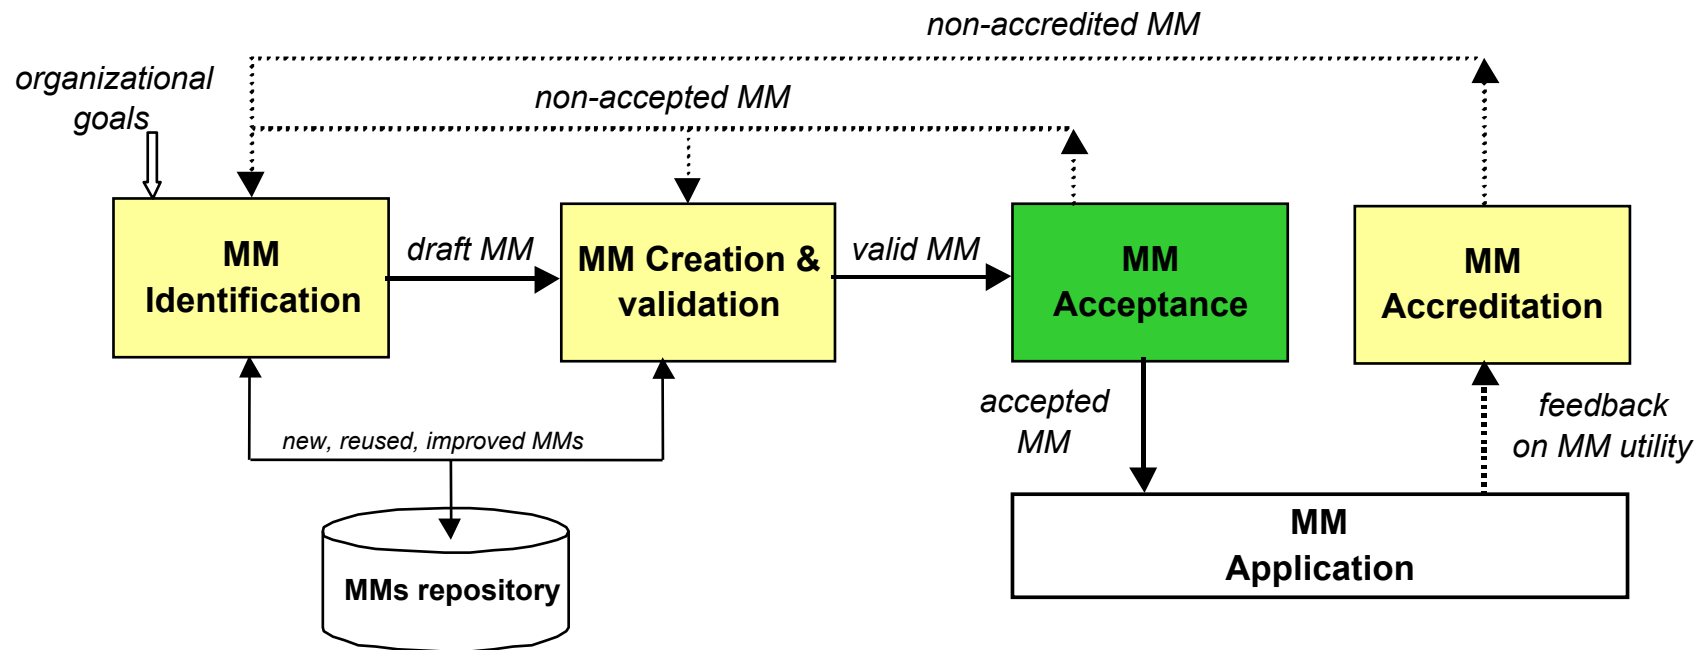 non-accredited MM
organizational
goals
non-accepted MM
MM
Identification
draft MM
MM Creation &
validation
valid MM
MM
Acceptance
MM
Accreditation
accepted
MM
feedback
on MM utility
new, reused, improved MMs
MMs repository
MM
Application